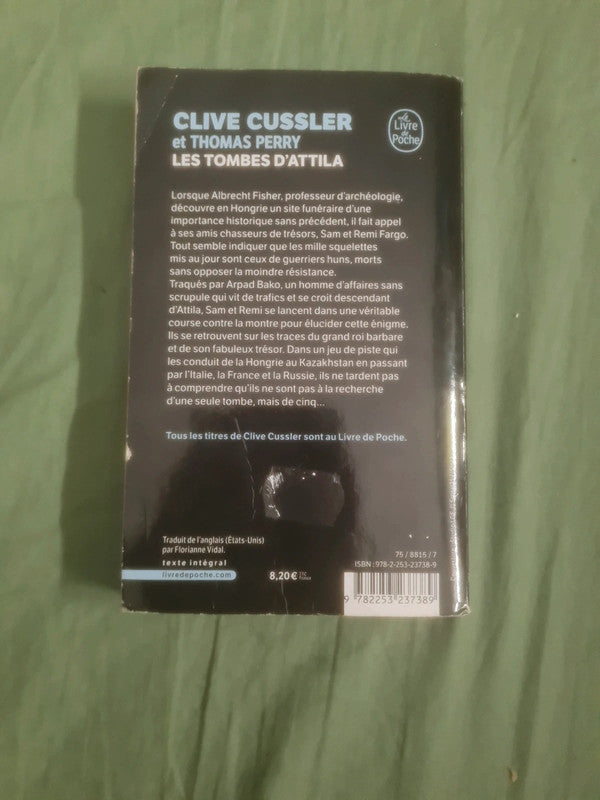 CLIVE CUSSLER
et THOMAS PERRY
LES TOMBES D'ATTILA
Le
Livre
de
Poche
Lorsque Albrecht Fisher, professeur d'archéologie,
découvre en Hongrie un site funéraire d'une
importance historique sans précédent, il fait appel
à ses amis chasseurs de trésors, Sam et Remi Fargo.
Tout semble indiquer que les mille squelettes
mis au jour sont ceux de guerriers huns, morts
sans opposer la moindre résistance.
Traqués par Arpad Bako, un homme d'affaires sans
scrupule qui vit de trafics et se croit descendant
d'Attila, Sam et Remi se lancent dans une véritable
course contre la montre pour élucider cette énigme.
Ils se retrouvent sur les traces du grand roi barbare
et de son fabuleux trésor. Dans un jeu de piste qui
les conduit de la Hongrie au Kazakhstan en passant
par l'Italie, la France et la Russie, ils ne tardent pas
à comprendre qu'ils ne sont pas à la recherche
d'une seule tombe, mais de cinq...
Tous les titres de Clive Cussler sont au Livre de Poche.
Traduit de l'anglais (États-Unis)
par Florianne Vidal.
texte intégral
livredepoche.com
8,20 €
75 / 8815 / 7
ISBN : 978-2-253-23738-9
9 782253 237389